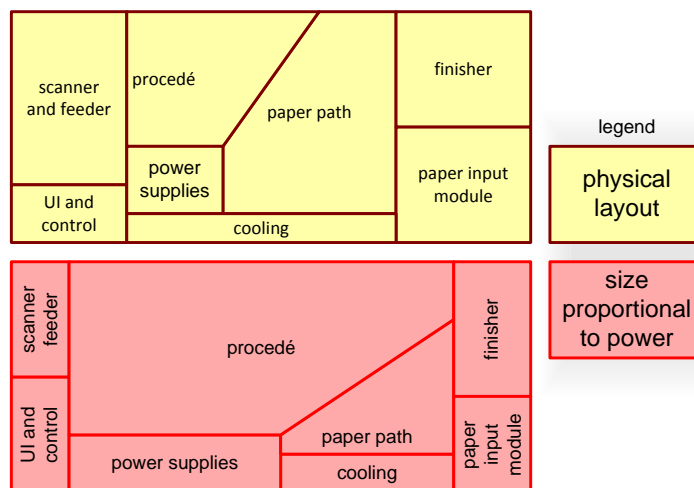 scanner
and feeder
procedé
paper path
finisher
power
supplies
paper input
module
UI and
control
cooling
legend
physical
layout
scanner
feeder
procedé
finisher
size
proportional
to power
UI and
control
power supplies
paper path
cooling
paper
input
module